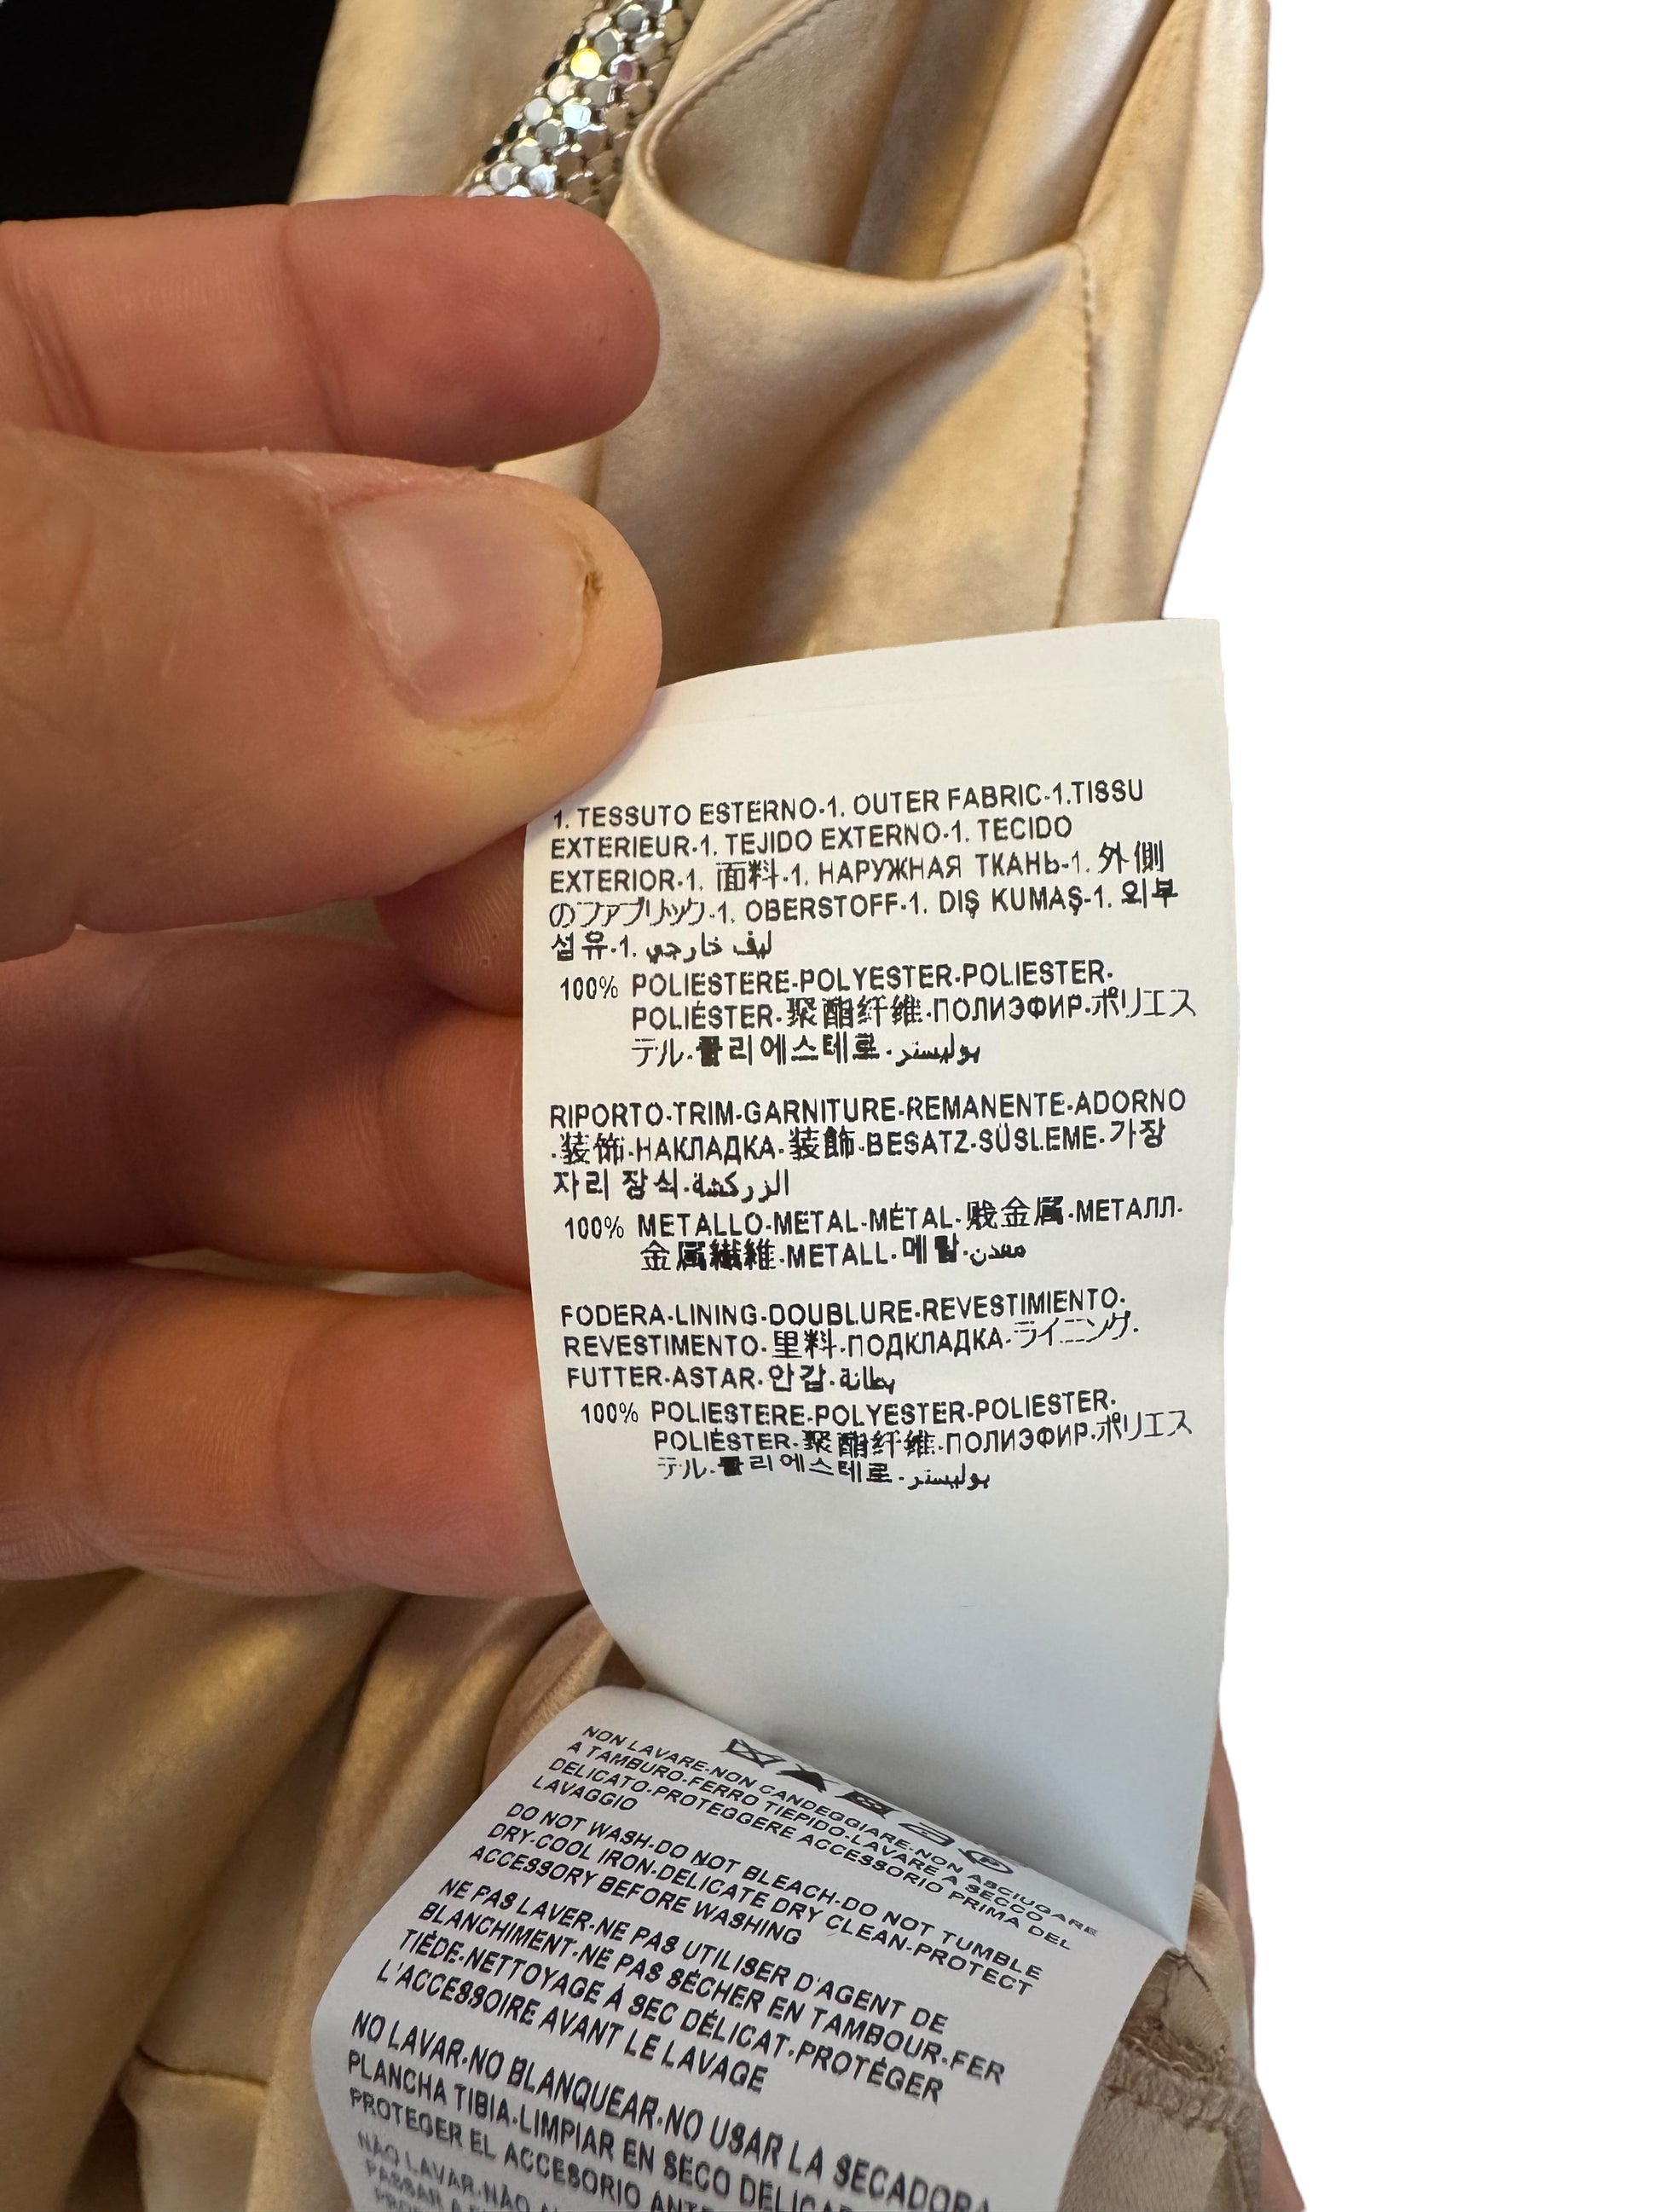 1. TESSUTO ESTERNO-1. OUTER FABRIC-1.TISSU
EXTERIEUR-1. TEJIDO EXTERNO-1. TECIDO
EXTERIOR-1. 面料-1. НАРУЖНАЯ ТКАНЬ-1. 外側
のファブリック-1. OBERSTOFF-1. DIŞ KUMAŞ-1. 외부
섬유-1. ليف خارجي
100% POLIESTERE-POLYESTER-POLIESTER-
POLIÉSTER-聚酯纤维-ПОЛИЭФИР-ポリエス
テル-폴리에스테르-بوليستر
RIPORTO-TRIM-GARNITURE-REMANENTE-ADORNO
-装饰-НАКЛАДКА-装飾-BESATZ-SÜSLEME-가장
자리 장식-الزركشة
100% METALLO-METAL-MÉTAL-贱金属-МЕТАЛЛ-
金属繊維-METALL-메탈-معدن
FODERA-LINING-DOUBLURE-REVESTIMIENTO-
REVESTIMENTO-里料-ПОДКЛАДКА-ライニング-
FUTTER-ASTAR-안감-بطانة
100% POLIESTERE-POLYESTER-POLIESTER-
POLIÉSTER-聚酯纤维-ПОЛИЭФИР-ポリエス
テル-폴리에스테르-بوليستر
NON LAVARE-NON CANDEGGIARE-NON ASCIUGARE
A TAMBURO-FERRO TIEPIDO-LAVARE A SECCO
DELICATO-PROTEGGERE ACCESSORIO PRIMA DEL
LAVAGGIO
DO NOT WASH-DO NOT BLEACH-DO NOT TUMBLE
DRY-COOL IRON-DELICATE DRY CLEAN-PROTECT
ACCESSORY BEFORE WASHING
NE PAS LAVER-NE PAS UTILISER D'AGENT DE
BLANCHIMENT-NE PAS SÉCHER EN TAMBOUR-FER
TIÉDE-NETTOYAGE À SEC DÉLICAT-PROTÉGER
L'ACCESSOIRE AVANT LE LAVAGE
NO LAVAR-NO BLANQUEAR-NO USAR LA SECADORA
PLANCHA TIBIA-LIMPIAR EN SECO
PROTEGER EL ACCESORIO
NÃO LAVAR-NÃO
PASSAR A